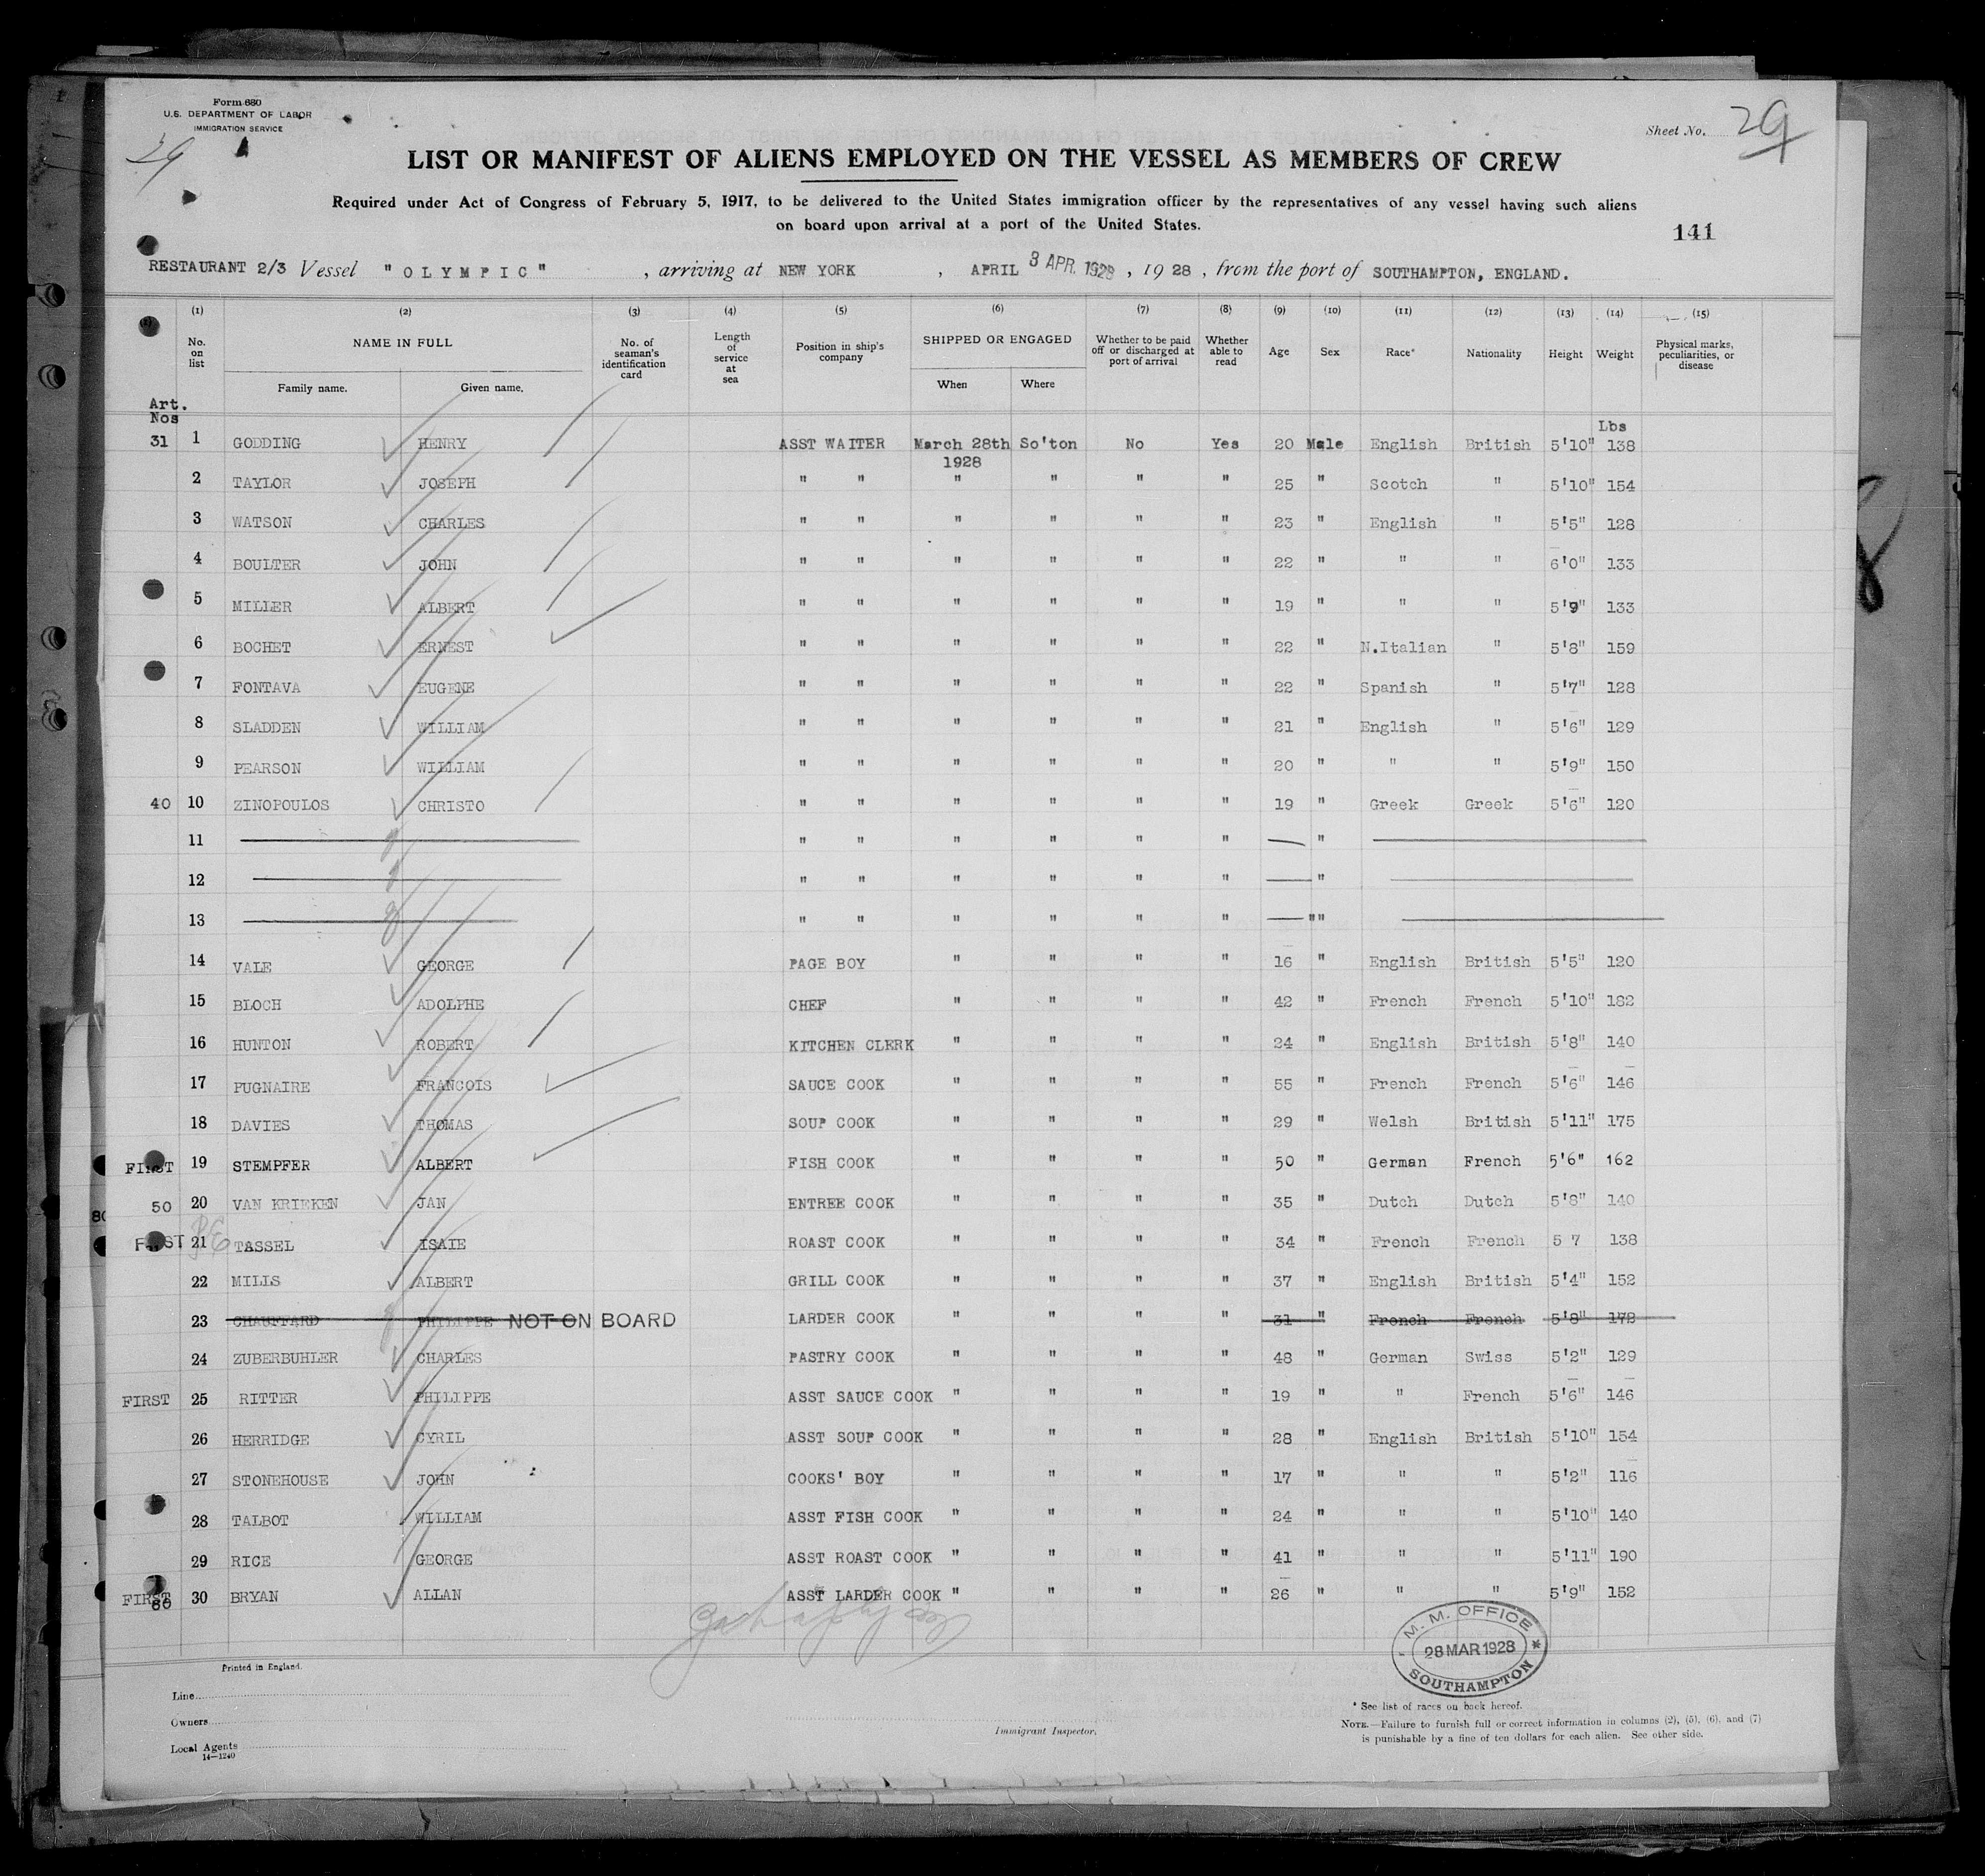 Form 680
U.S. DEPARTMENT OF LABOR
IMMIGRATION SERVICE
29
Sheet No. 29
LIST OR MANIFEST OF ALIENS EMPLOYED ON THE VESSEL AS MEMBERS OF CREW
Required under Act of Congress of February 5, 1917, to be delivered to the United States immigration officer by the representatives of any vessel having such aliens
on board upon arrival at a port of the United States.
141
RESTAURANT 2/3 Vessel "OLYMPIC", arriving at NEW YORK, APRIL 3 APR. 1928, 1928, from the port of SOUTHAMPTON, ENGLAND.
(1) (2) (3) (4) (5) (6) (7) (8) (9) (10) (11) (12) (13) (14) (15)
No. on list NAME IN FULL Family name. Given name. No. of seaman's identification card Length of service at sea Position in ship's company SHIPPED OR ENGAGED When Where Whether to be paid off or discharged at port of arrival Whether able to read Age Sex Race* Nationality Height Weight Physical marks, peculiarities, or disease
Art. Nos
Lbs
31 1 GODDING HENRY ASST WAITER March 28th 1928 So'ton No Yes 20 Male English British 5'10" 138
2 TAYLOR JOSEPH " " " " " " 25 " Scotch " 5'10" 154
3 WATSON CHARLES " " " " " " 23 " English " 5'5" 128
4 BOULTER JOHN " " " " " " 22 " " " 6'0" 133
5 MILLER ALBERT " " " " " " 19 " " " 5'9" 133
6 BOCHET ERNEST " " " " " " 22 " N.Italian " 5'8" 159
7 FONTAVA EUGENE " " " " " " 22 " Spanish " 5'7" 128
8 SLADDEN WILLIAM " " " " " " 21 " English " 5'6" 129
9 PEARSON WILLIAM " " " " " " 20 " " " 5'9" 150
40 10 ZINOPOULOS CHRISTO " " " " " " 19 " Greek Greek 5'6" 120
11 " " " " " " "
12 " " " " " " "
13 " " " " " " ""
14 VALE GEORGE PAGE BOY " " " " 16 " English British 5'5" 120
15 BLOCH ADOLPHE CHEF " " " " 42 " French French 5'10" 182
16 HUNTON ROBERT KITCHEN CLERK " " " " 24 " English British 5'8" 140
17 PUGNAIRE FRANCOIS SAUCE COOK " " " " 55 " French French 5'6" 146
18 DAVIES THOMAS SOUP COOK " " " " 29 " Welsh British 5'11" 175
FIRST 19 STEMPFER ALBERT FISH COOK " " " " 50 " German French 5'6" 162
50 20 VAN KRIEKEN JAN ENTREE COOK " " " " 35 " Dutch Dutch 5'8" 140
FIRST 21 TASSEL ISAIE ROAST COOK " " " " 34 " French French 5 7 138
22 MILLS ALBERT GRILL COOK " " " " 37 " English British 5'4" 152
23 CHAUFFARD PHILIPPE NOT ON BOARD LARDER COOK " " " " 31 " French French 5'8" 172
24 ZUBERBUHLER CHARLES PASTRY COOK " " " " 48 " German Swiss 5'2" 129
FIRST 25 RITTER PHILIPPE ASST SAUCE COOK " " " " 19 " " French 5'6" 146
26 HERRIDGE CYRIL ASST SOUP COOK " " " " 28 " English British 5'10" 154
27 STONEHOUSE JOHN COOKS' BOY " " " " 17 " " " 5'2" 116
28 TALBOT WILLIAM ASST FISH COOK " " " " 24 " " " 5'10" 140
29 RICE GEORGE ASST ROAST COOK " " " " 41 " " " 5'11" 190
FIRST 60 30 BRYAN ALLAN ASST LARDER COOK " " " " 26 " " " 5'9" 152
M. M. OFFICE
28 MAR 1928
SOUTHAMPTON
Printed in England.
Line
Owners
Local Agents
14-1240
Immigrant Inspector.
* See list of races on back hereof.
NOTE.—Failure to furnish full or correct information in columns (2), (5), (6), and (7)
is punishable by a fine of ten dollars for each alien. See other side.